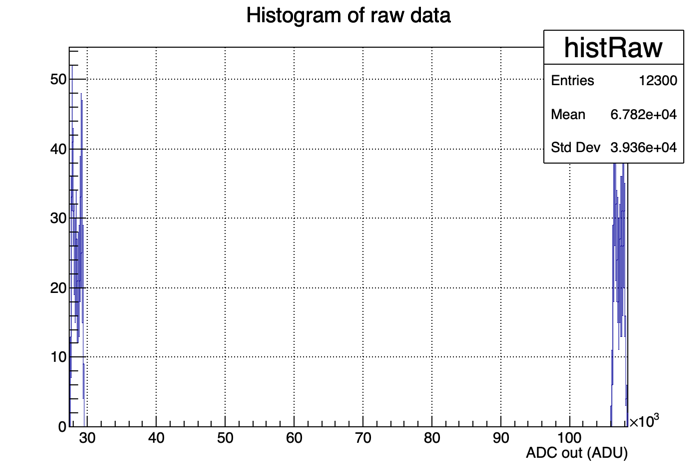 Histogram of raw data
histRaw
Entries 12300
Mean 6.782e+04
Std Dev 3.936e+04
50
40
30
20
10
0
30 40 50 60 70 80 90 100
×10³
ADC out (ADU)